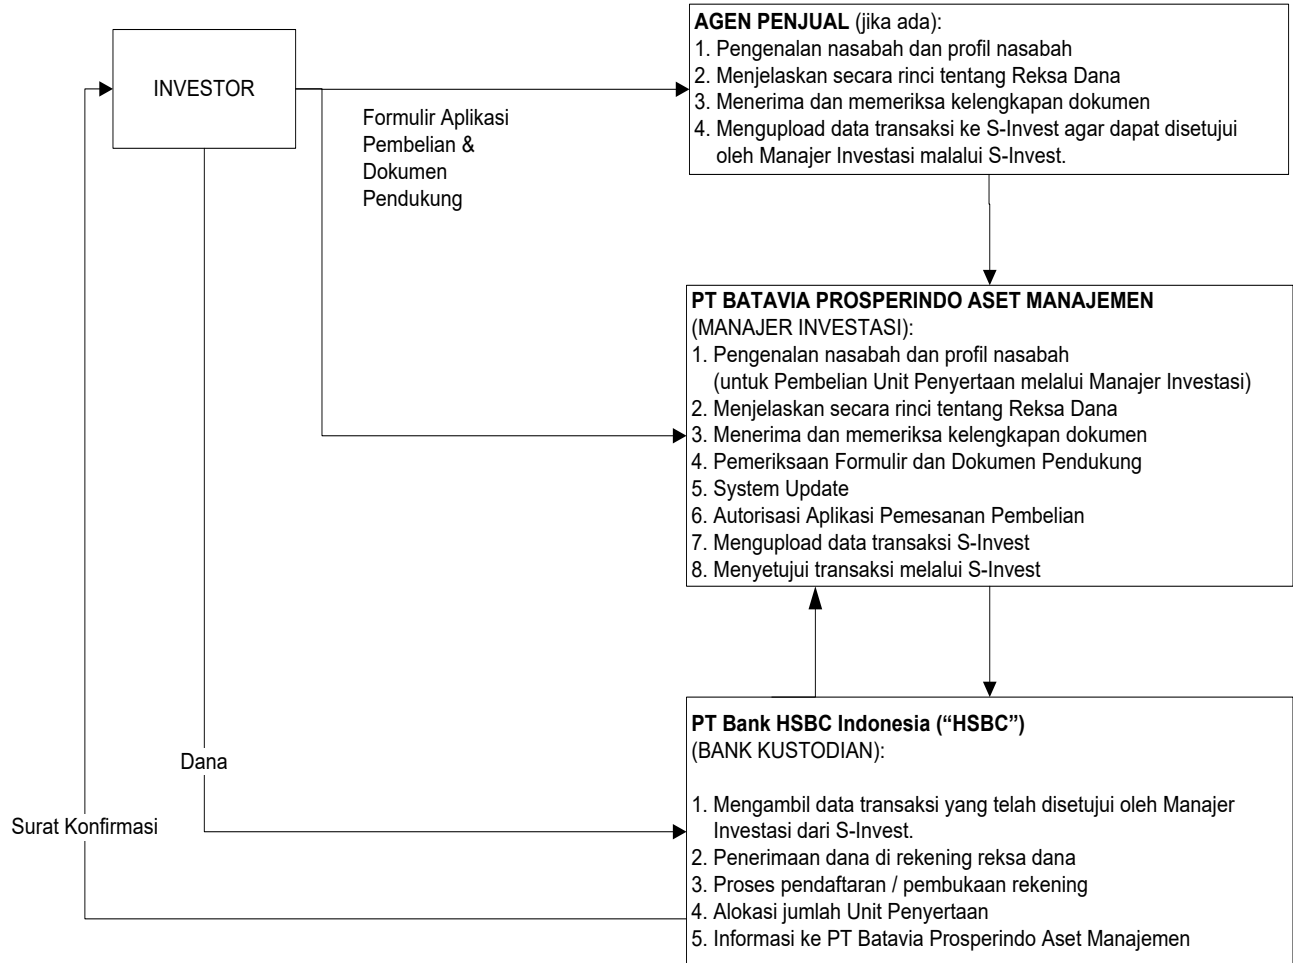 INVESTOR
Formulir Aplikasi
Pembelian &
Dokumen
Pendukung
AGEN PENJUAL (jika ada):
1. Pengenalan nasabah dan profil nasabah
2. Menjelaskan secara rinci tentang Reksa Dana
3. Menerima dan memeriksa kelengkapan dokumen
4. Mengupload data transaksi ke S-Invest agar dapat disetujui
oleh Manajer Investasi malalui S-Invest.
PT BATAVIA PROSPERINDO ASET MANAJEMEN
(MANAJER INVESTASI):
1. Pengenalan nasabah dan profil nasabah
(untuk Pembelian Unit Penyertaan melalui Manajer Investasi)
2. Menjelaskan secara rinci tentang Reksa Dana
3. Menerima dan memeriksa kelengkapan dokumen
4. Pemeriksaan Formulir dan Dokumen Pendukung
5. System Update
6. Autorisasi Aplikasi Pemesanan Pembelian
7. Mengupload data transaksi S-Invest
8. Menyetujui transaksi melalui S-Invest
Dana
Surat Konfirmasi
PT Bank HSBC Indonesia (“HSBC”)
(BANK KUSTODIAN):
1. Mengambil data transaksi yang telah disetujui oleh Manajer
Investasi dari S-Invest.
2. Penerimaan dana di rekening reksa dana
3. Proses pendaftaran / pembukaan rekening
4. Alokasi jumlah Unit Penyertaan
5. Informasi ke PT Batavia Prosperindo Aset Manajemen